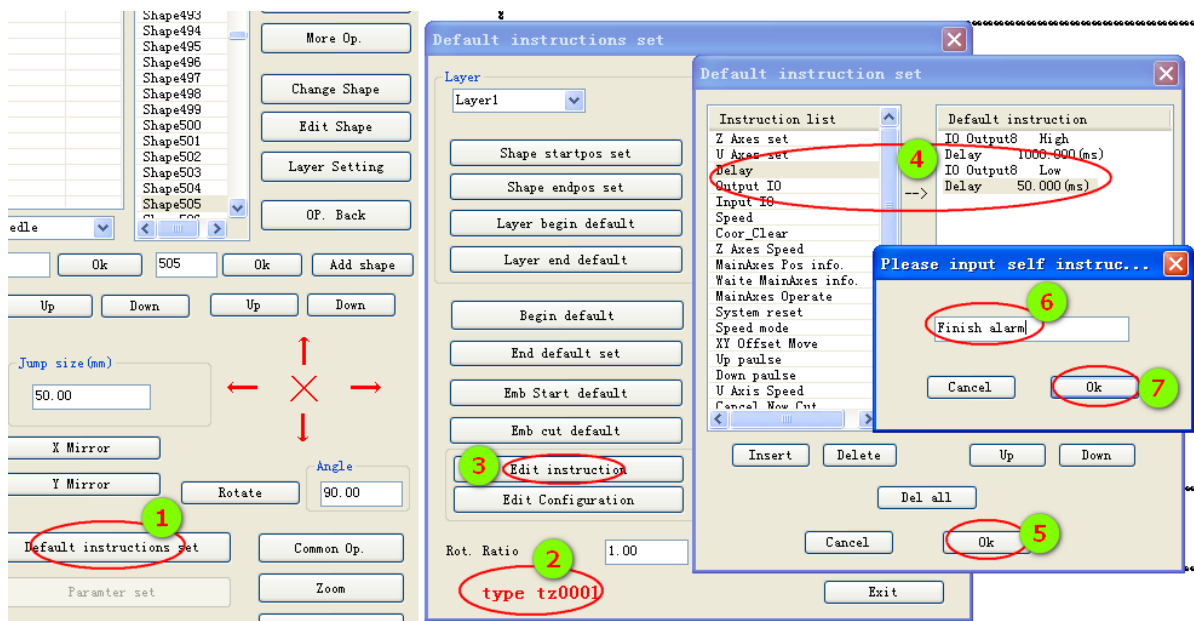 Shape493
Shape494
Shape495
Shape496
Shape497
Shape498
Shape499
Shape500
Shape501
Shape502
Shape503
Shape504
Shape505
More Op.
Change Shape
Edit Shape
Layer Setting
OP. Back
edle
Ok
505
Ok
Add shape
Up
Down
Up
Down
Jump size(mm)
50.00
X Mirror
Y Mirror
Rotate
Angle
90.00
1
Default instructions set
Common Op.
Paramter set
Zoom
Default instructions set
Layer
Layer1
Shape startpos set
Shape endpos set
Layer begin default
Layer end default
Begin default
End default set
Emb Start default
Emb cut default
3
Edit instruction
Edit Configuration
Rot. Ratio
1.00
2
type tz0001
Exit
Default instruction set
Instruction list
Z Axes set
U Axes set
Delay
Output IO
Input IO
Speed
Coor_Clear
Z Axes Speed
MainAxes Pos info.
Waite MainAxes info.
MainAxes Operate
System reset
Speed mode
XY Offset Move
Up paulse
Down paulse
U Axis Speed
Cancel Now Cut
4
-->
Default instruction
IO Output8 High
Delay 1000.000(ms)
IO Output8 Low
Delay 50.000(ms)
Insert
Delete
Up
Down
Del all
Cancel
Ok
5
Please input self instruc...
6
Finish alarm
Cancel
Ok
7